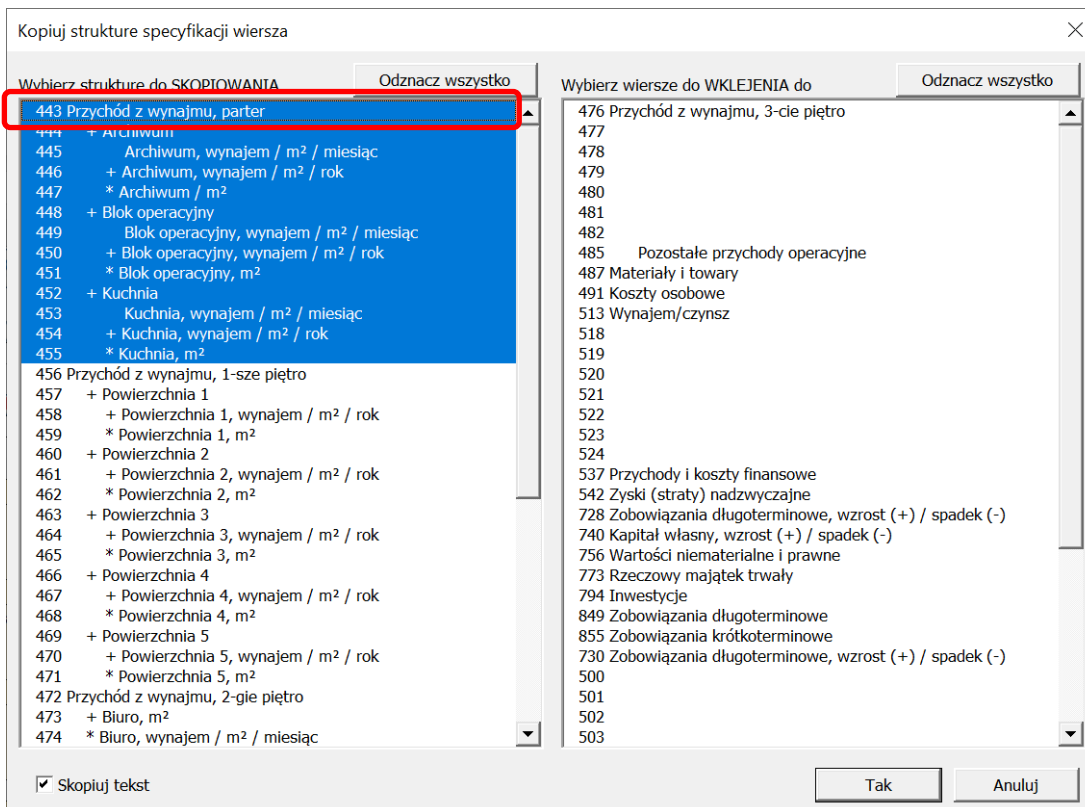 Kopiuj strukture specyfikacji wiersza
Wybierz strukture do SKOPIOWANIA
Odznacz wszystko
443 Przychód z wynajmu, parter
444 + Archiwum
445 Archiwum, wynajem / m² / miesiąc
446 + Archiwum, wynajem / m² / rok
447 * Archiwum / m²
448 + Blok operacyjny
449 Blok operacyjny, wynajem / m² / miesiąc
450 + Blok operacyjny, wynajem / m² / rok
451 * Blok operacyjny, m²
452 + Kuchnia
453 Kuchnia, wynajem / m² / miesiąc
454 + Kuchnia, wynajem / m² / rok
455 * Kuchnia, m²
456 Przychód z wynajmu, 1-sze piętro
457 + Powierzchnia 1
458 + Powierzchnia 1, wynajem / m² / rok
459 * Powierzchnia 1, m²
460 + Powierzchnia 2
461 + Powierzchnia 2, wynajem / m² / rok
462 * Powierzchnia 2, m²
463 + Powierzchnia 3
464 + Powierzchnia 3, wynajem / m² / rok
465 * Powierzchnia 3, m²
466 + Powierzchnia 4
467 + Powierzchnia 4, wynajem / m² / rok
468 * Powierzchnia 4, m²
469 + Powierzchnia 5
470 + Powierzchnia 5, wynajem / m² / rok
471 * Powierzchnia 5, m²
472 Przychód z wynajmu, 2-gie piętro
473 + Biuro, m²
474 * Biuro, wynajem / m² / miesiąc
Wybierz wiersze do WKLEJENIA do
Odznacz wszystko
476 Przychód z wynajmu, 3-cie piętro
477
478
479
480
481
482
485 Pozostałe przychody operacyjne
487 Materiały i towary
491 Koszty osobowe
513 Wynajem/czynsz
518
519
520
521
522
523
524
537 Przychody i koszty finansowe
542 Zyski (straty) nadzwyczajne
728 Zobowiązania długoterminowe, wzrost (+) / spadek (-)
740 Kapitał własny, wzrost (+) / spadek (-)
756 Wartości niematerialne i prawne
773 Rzeczowy majątek trwały
794 Inwestycje
849 Zobowiązania długoterminowe
855 Zobowiązania krótkoterminowe
730 Zobowiązania długoterminowe, wzrost (+) / spadek (-)
500
501
502
503
Skopiuj tekst
Tak
Anuluj